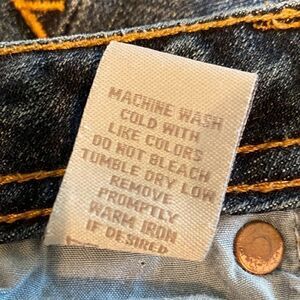 MACHINE WASH
COLD WITH
LIKE COLORS
DO NOT BLEACH
TUMBLE DRY LOW
REMOVE
PROMPTLY
WARM IRON
IF DESIRED